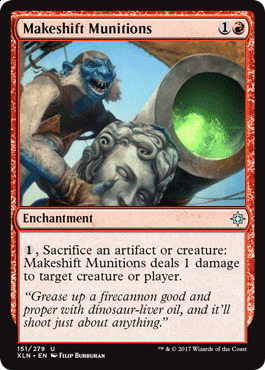 Makeshift Munitions 1
Enchantment
1, Sacrifice an artifact or creature:
Makeshift Munitions deals 1 damage
to target creature or player.
“Grease up a firecannon good and
proper with dinosaur-liver oil, and it’ll
shoot just about anything.”
151/279 U
XLN • EN Filip Burburan
™ & © 2017 Wizards of the Coast